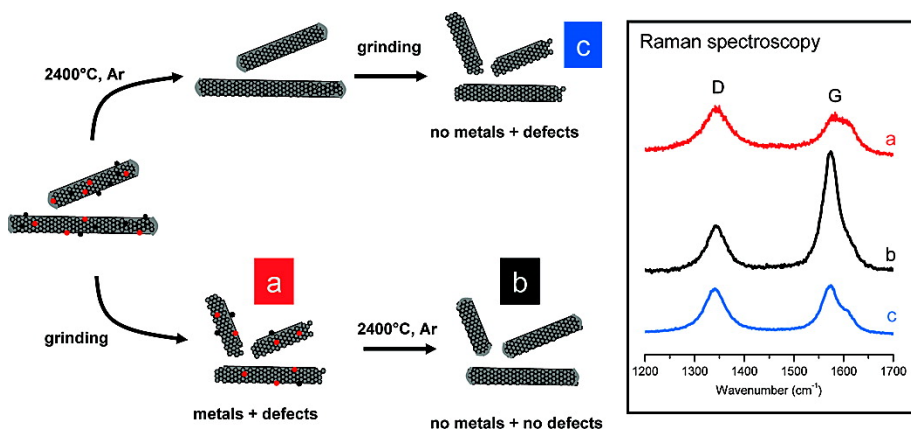 2400°C, Ar
grinding
c
no metals + defects
grinding
a
metals + defects
2400°C, Ar
b
no metals + no defects
Raman spectroscopy
D
G
a
b
c
1200 1300 1400 1500 1600 1700
Wavenumber (cm⁻¹)